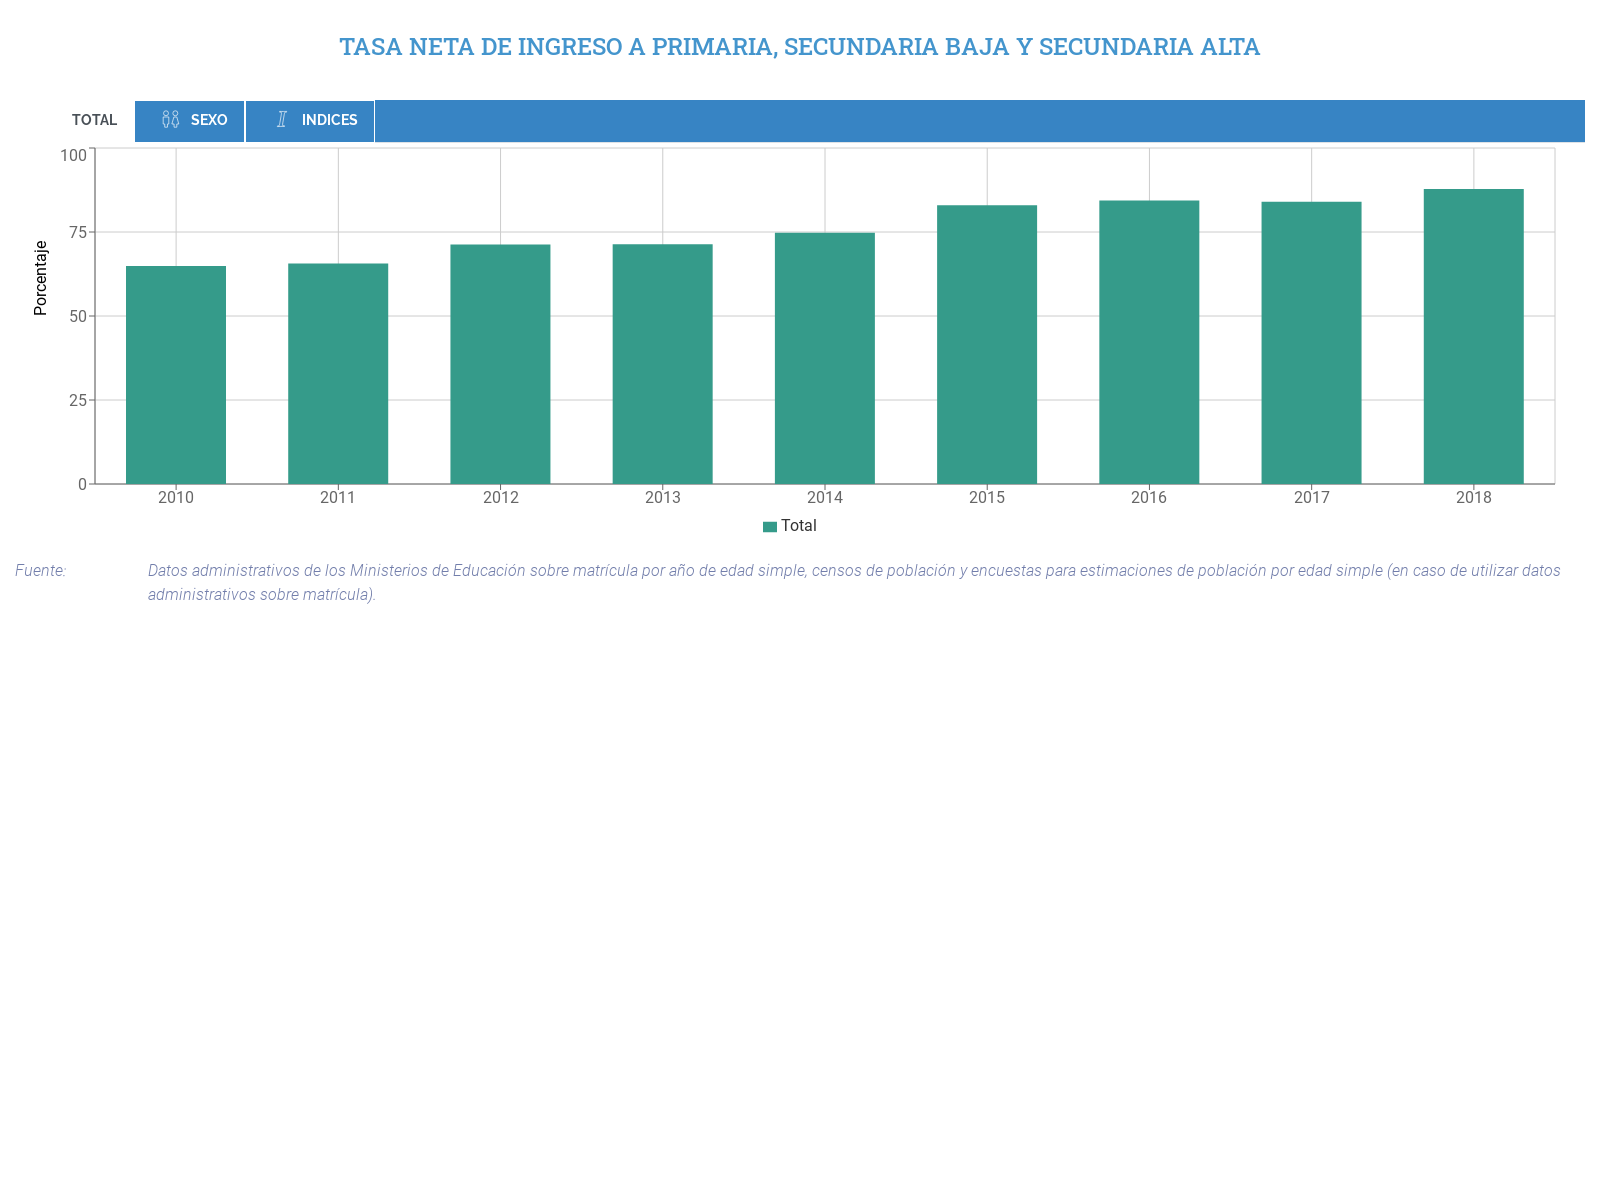 TASA NETA DE INGRESO A PRIMARIA, SECUNDARIA BAJA Y SECUNDARIA ALTA
TOTAL SEXO INDICES
100
75
50
25
0
Porcentaje
2010 2011 2012 2013 2014 2015 2016 2017 2018
Total
Fuente: Datos administrativos de los Ministerios de Educación sobre matrícula por año de edad simple, censos de población y encuestas para estimaciones de población por edad simple (en caso de utilizar datos
administrativos sobre matrícula).